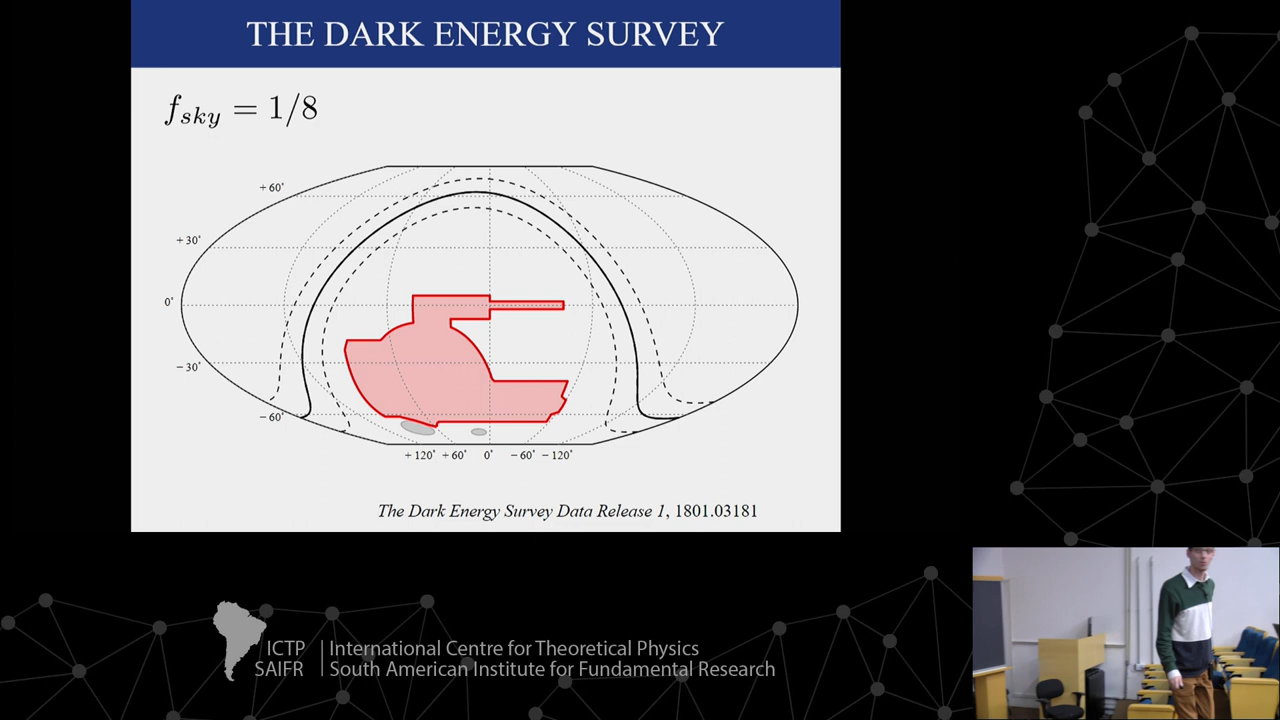 THE DARK ENERGY SURVEY
f_sky = 1/8
+60°
+30°
0°
−30°
−60°
+120° +60° 0° −60° −120°
The Dark Energy Survey Data Release 1, 1801.03181
ICTP
SAIFR
International Centre for Theoretical Physics
South American Institute for Fundamental Research